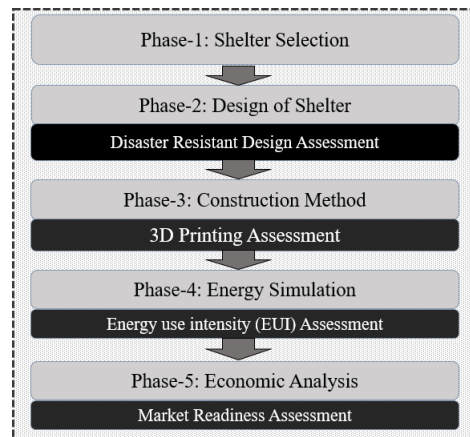 Phase-1: Shelter Selection
Phase-2: Design of Shelter
Disaster Resistant Design Assessment
Phase-3: Construction Method
3D Printing Assessment
Phase-4: Energy Simulation
Energy use intensity (EUI) Assessment
Phase-5: Economic Analysis
Market Readiness Assessment